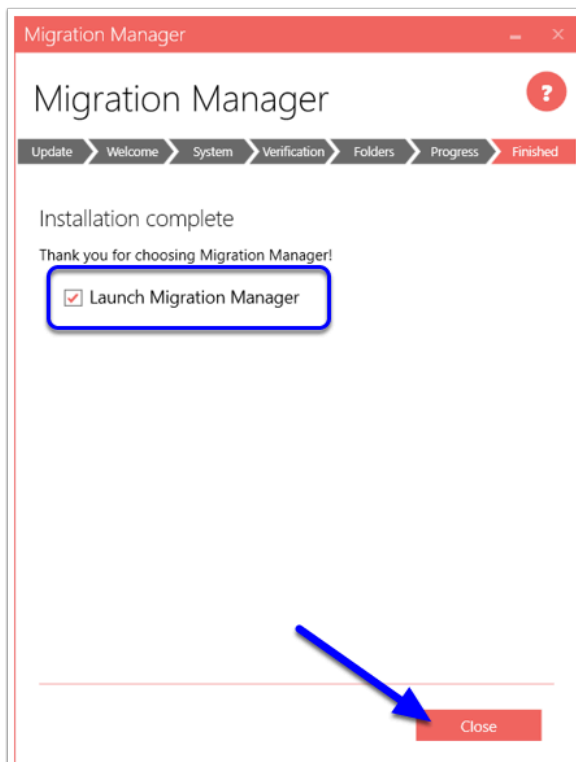 Migration Manager
Migration Manager
?
Update Welcome System Verification Folders Progress Finished
Installation complete
Thank you for choosing Migration Manager!
Launch Migration Manager
Close